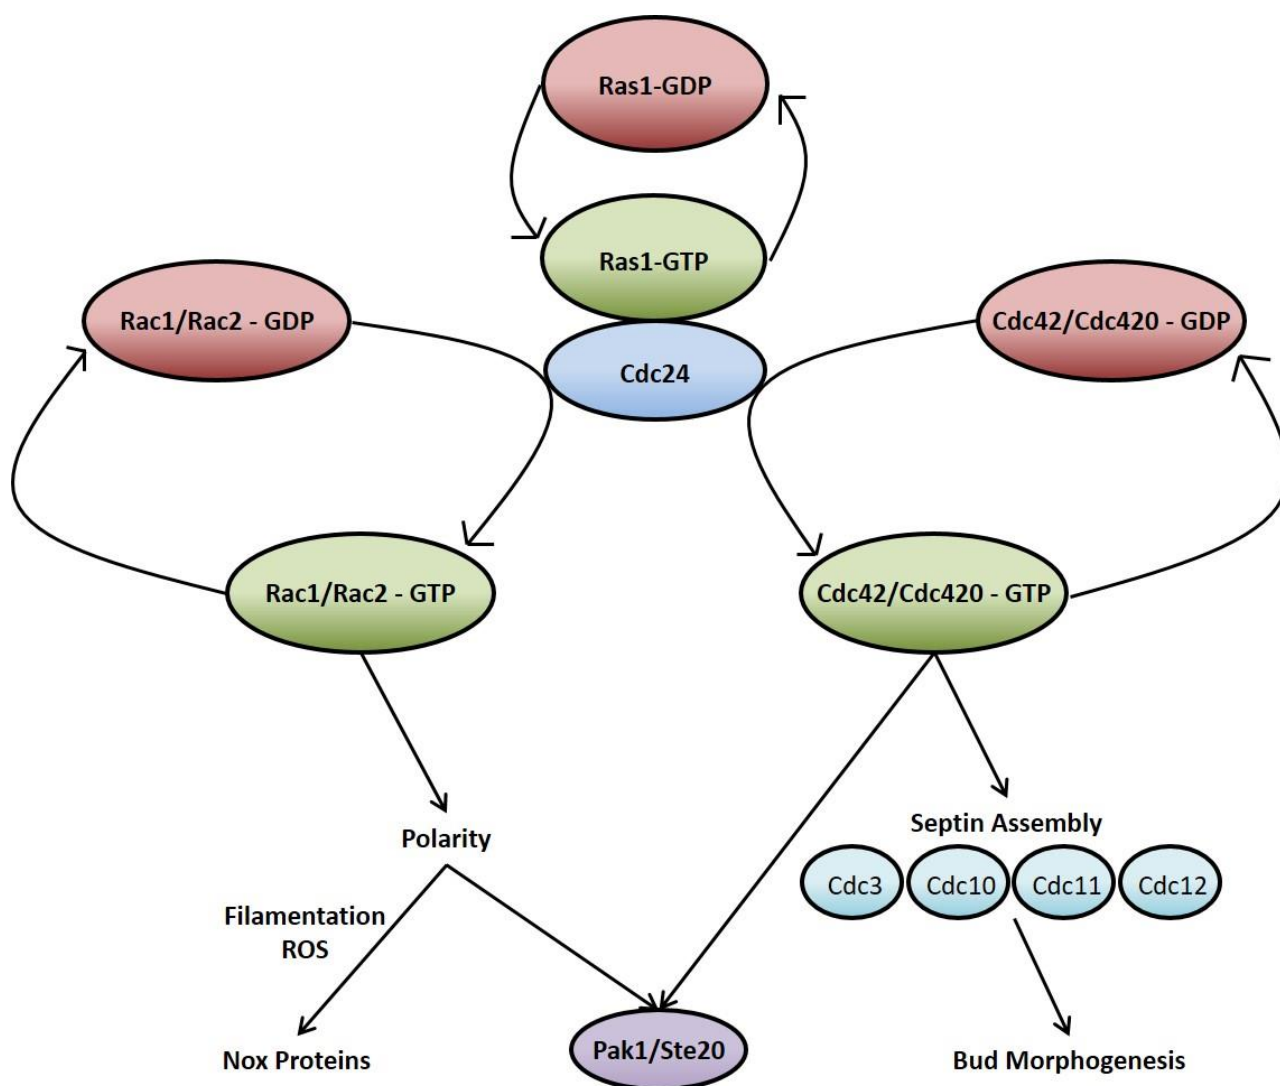 Ras1-GDP
Ras1-GTP
Rac1/Rac2 - GDP
Cdc42/Cdc420 - GDP
Cdc24
Rac1/Rac2 - GTP
Cdc42/Cdc420 - GTP
Polarity
Septin Assembly
Cdc3
Cdc10
Cdc11
Cdc12
Filamentation
ROS
Nox Proteins
Pak1/Ste20
Bud Morphogenesis